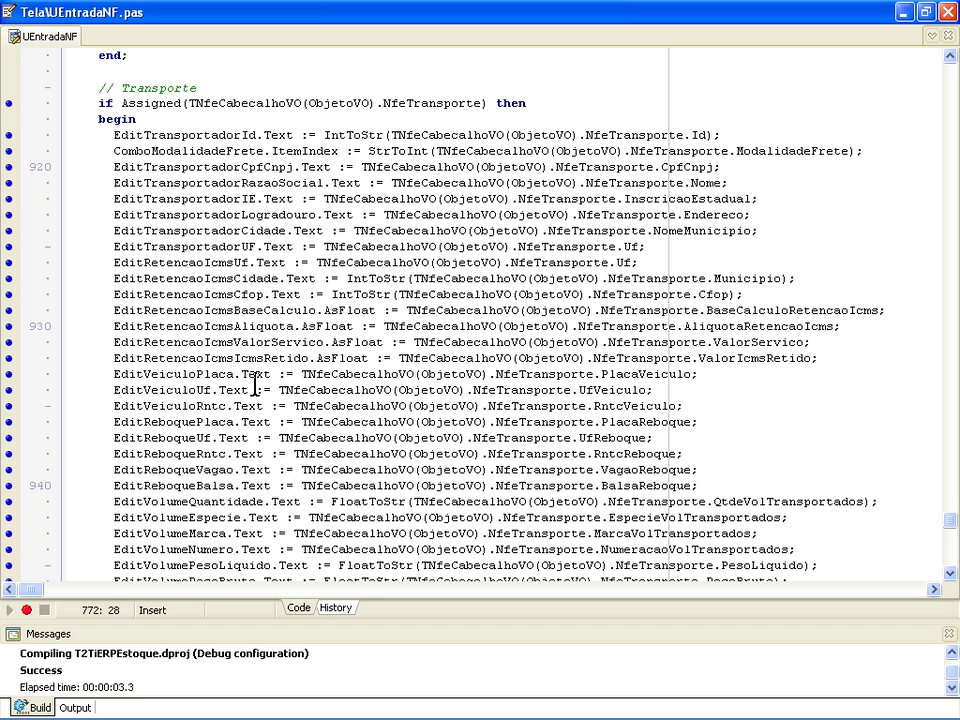 Tela\UEntradaNF.pas
UEntradaNF
end;
// Transporte
if Assigned(TNfeCabecalhoVO(ObjetoVO).NfeTransporte) then
begin
EditTransportadorId.Text := IntToStr(TNfeCabecalhoVO(ObjetoVO).NfeTransporte.Id);
ComboModalidadeFrete.ItemIndex := StrToInt(TNfeCabecalhoVO(ObjetoVO).NfeTransporte.ModalidadeFrete);
920 EditTransportadorCpfCnpj.Text := TNfeCabecalhoVO(ObjetoVO).NfeTransporte.CpfCnpj;
EditTransportadorRazaoSocial.Text := TNfeCabecalhoVO(ObjetoVO).NfeTransporte.Nome;
EditTransportadorIE.Text := TNfeCabecalhoVO(ObjetoVO).NfeTransporte.InscricaoEstadual;
EditTransportadorLogradouro.Text := TNfeCabecalhoVO(ObjetoVO).NfeTransporte.Endereco;
EditTransportadorCidade.Text := TNfeCabecalhoVO(ObjetoVO).NfeTransporte.NomeMunicipio;
EditTransportadorUF.Text := TNfeCabecalhoVO(ObjetoVO).NfeTransporte.Uf;
EditRetencaoIcmsUf.Text := TNfeCabecalhoVO(ObjetoVO).NfeTransporte.Uf;
EditRetencaoIcmsCidade.Text := IntToStr(TNfeCabecalhoVO(ObjetoVO).NfeTransporte.Municipio);
EditRetencaoIcmsCfop.Text := IntToStr(TNfeCabecalhoVO(ObjetoVO).NfeTransporte.Cfop);
EditRetencaoIcmsBaseCalculo.AsFloat := TNfeCabecalhoVO(ObjetoVO).NfeTransporte.BaseCalculoRetencaoIcms;
930 EditRetencaoIcmsAliquota.AsFloat := TNfeCabecalhoVO(ObjetoVO).NfeTransporte.AliquotaRetencaoIcms;
EditRetencaoIcmsValorServico.AsFloat := TNfeCabecalhoVO(ObjetoVO).NfeTransporte.ValorServico;
EditRetencaoIcmsIcmsRetido.AsFloat := TNfeCabecalhoVO(ObjetoVO).NfeTransporte.ValorIcmsRetido;
EditVeiculoPlaca.Text := TNfeCabecalhoVO(ObjetoVO).NfeTransporte.PlacaVeiculo;
EditVeiculoUf.Text := TNfeCabecalhoVO(ObjetoVO).NfeTransporte.UfVeiculo;
EditVeiculoRntc.Text := TNfeCabecalhoVO(ObjetoVO).NfeTransporte.RntcVeiculo;
EditReboquePlaca.Text := TNfeCabecalhoVO(ObjetoVO).NfeTransporte.PlacaReboque;
EditReboqueUf.Text := TNfeCabecalhoVO(ObjetoVO).NfeTransporte.UfReboque;
EditReboqueRntc.Text := TNfeCabecalhoVO(ObjetoVO).NfeTransporte.RntcReboque;
EditReboqueVagao.Text := TNfeCabecalhoVO(ObjetoVO).NfeTransporte.VagaoReboque;
940 EditReboqueBalsa.Text := TNfeCabecalhoVO(ObjetoVO).NfeTransporte.BalsaReboque;
EditVolumeQuantidade.Text := FloatToStr(TNfeCabecalhoVO(ObjetoVO).NfeTransporte.QtdeVolTransportados);
EditVolumeEspecie.Text := TNfeCabecalhoVO(ObjetoVO).NfeTransporte.EspecieVolTransportados;
EditVolumeMarca.Text := TNfeCabecalhoVO(ObjetoVO).NfeTransporte.MarcaVolTransportados;
EditVolumeNumero.Text := TNfeCabecalhoVO(ObjetoVO).NfeTransporte.NumeracaoVolTransportados;
EditVolumePesoLiquido.Text := FloatToStr(TNfeCabecalhoVO(ObjetoVO).NfeTransporte.PesoLiquido);
EditVolumePesoBruto.Text := FloatToStr(TNfeCabecalhoVO(ObjetoVO).NfeTransporte.PesoBruto);
772: 28 Insert Code History
Messages
Compiling T2TiERPEstoque.dproj (Debug configuration)
Success
Elapsed time: 00:00:03.3
Build Output